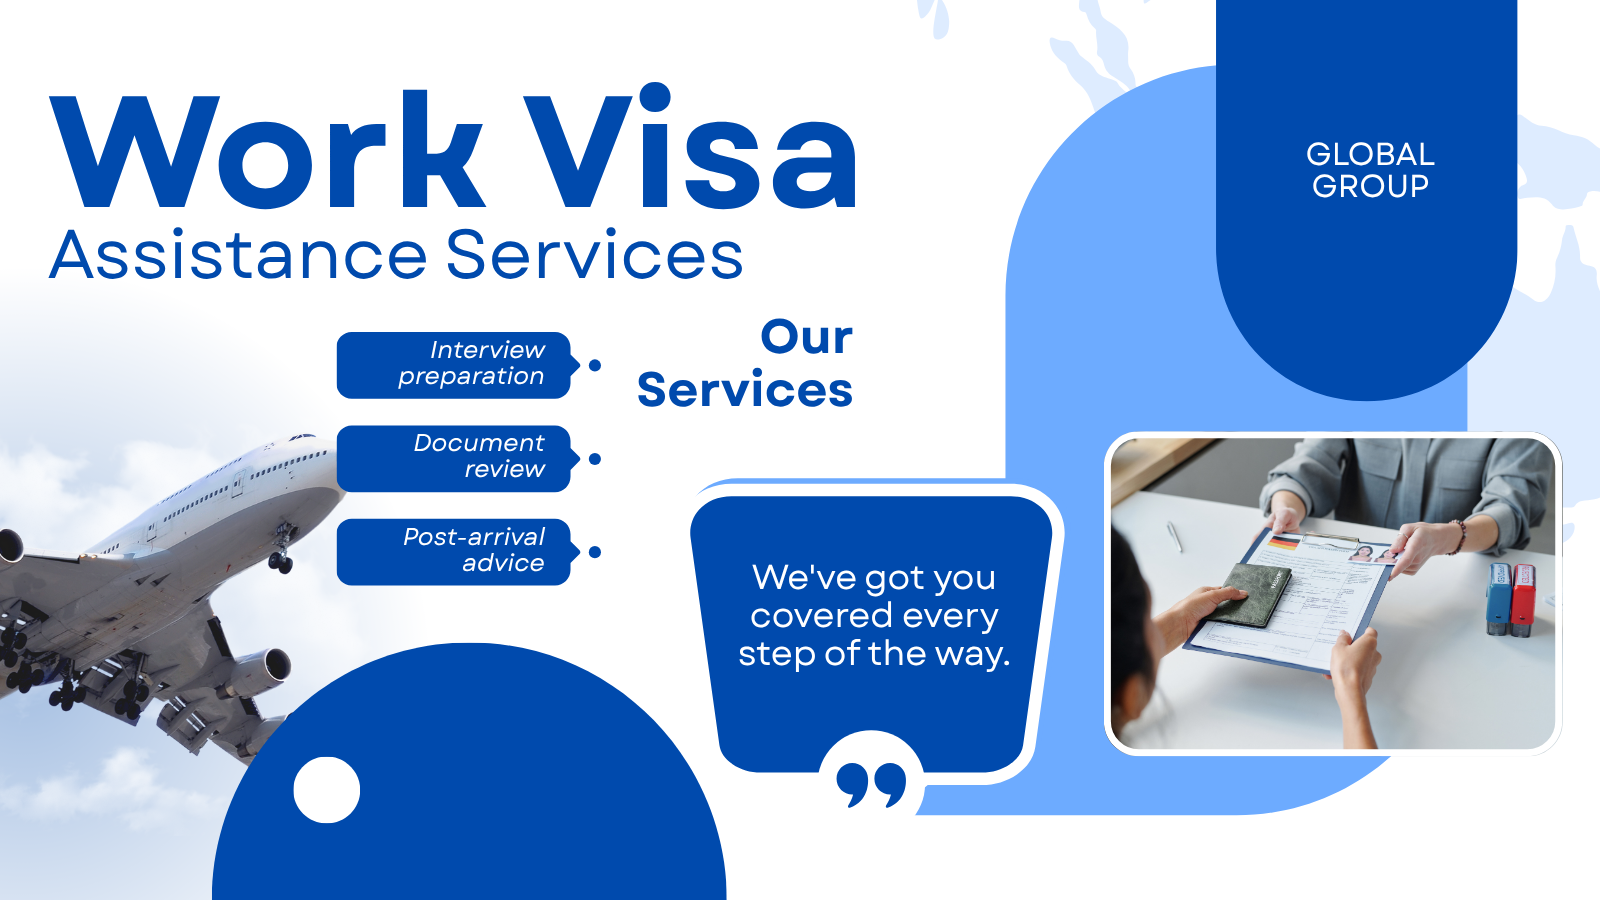 Work Visa
Assistance Services
GLOBAL
GROUP
Our
Services
Interview
preparation
Document
review
Post-arrival
advice
We've got you
covered every
step of the way.
”